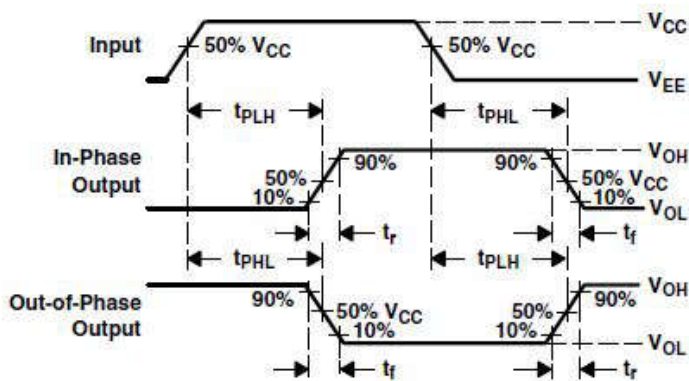 VCC
Input
50% VCC
50% VCC
VEE
tPLH
tPHL
In-Phase
Output
90%
90%
VOH
50%
50% VCC
10%
10%
VOL
tr
tf
tPHL
tPLH
Out-of-Phase
Output
90%
90%
VOH
50% VCC
50%
10%
10%
VOL
tf
tr